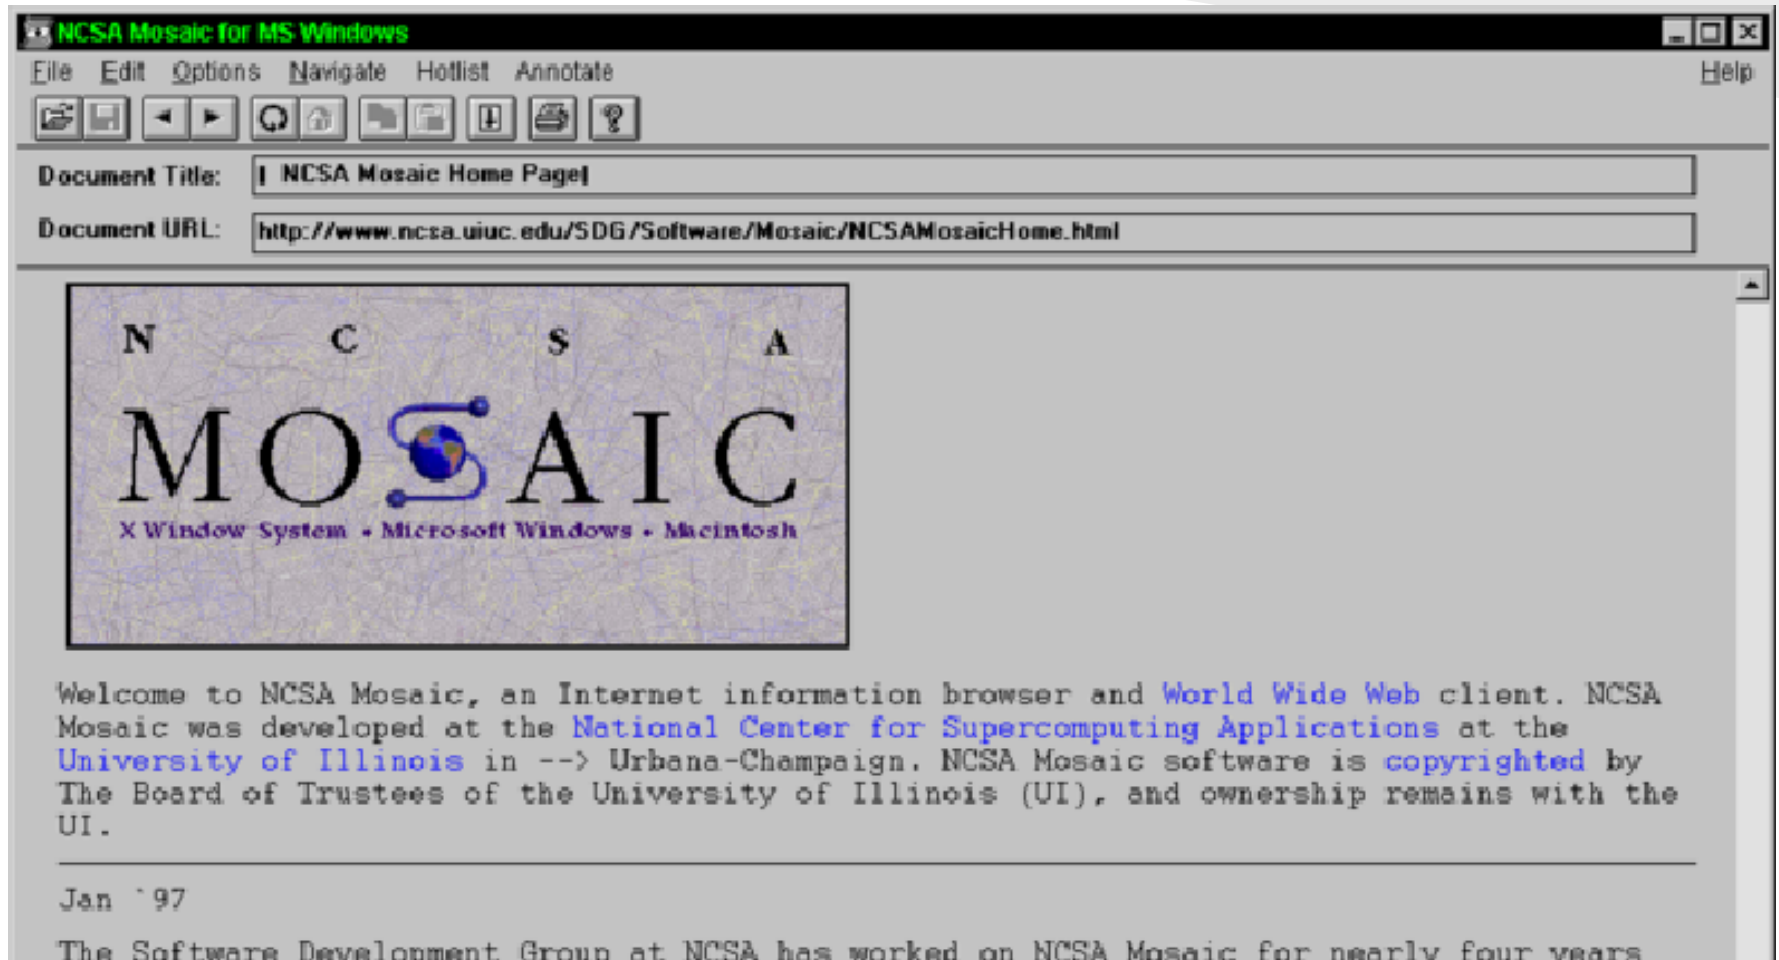 NCSA Mosaic for MS Windows
File Edit Options Navigate Hotlist Annotate Help
Document Title: NCSA Mosaic Home Page
Document URL: http://www.ncsa.uiuc.edu/SDG/Software/Mosaic/NCSAMosaicHome.html
N C S A
MOSAIC
X Window System • Microsoft Windows • Macintosh
Welcome to NCSA Mosaic, an Internet information browser and World Wide Web client. NCSA
Mosaic was developed at the National Center for Supercomputing Applications at the
University of Illinois in --> Urbana-Champaign. NCSA Mosaic software is copyrighted by
The Board of Trustees of the University of Illinois (UI), and ownership remains with the
UI.
Jan `97
The Software Development Group at NCSA has worked on NCSA Mosaic for nearly four years